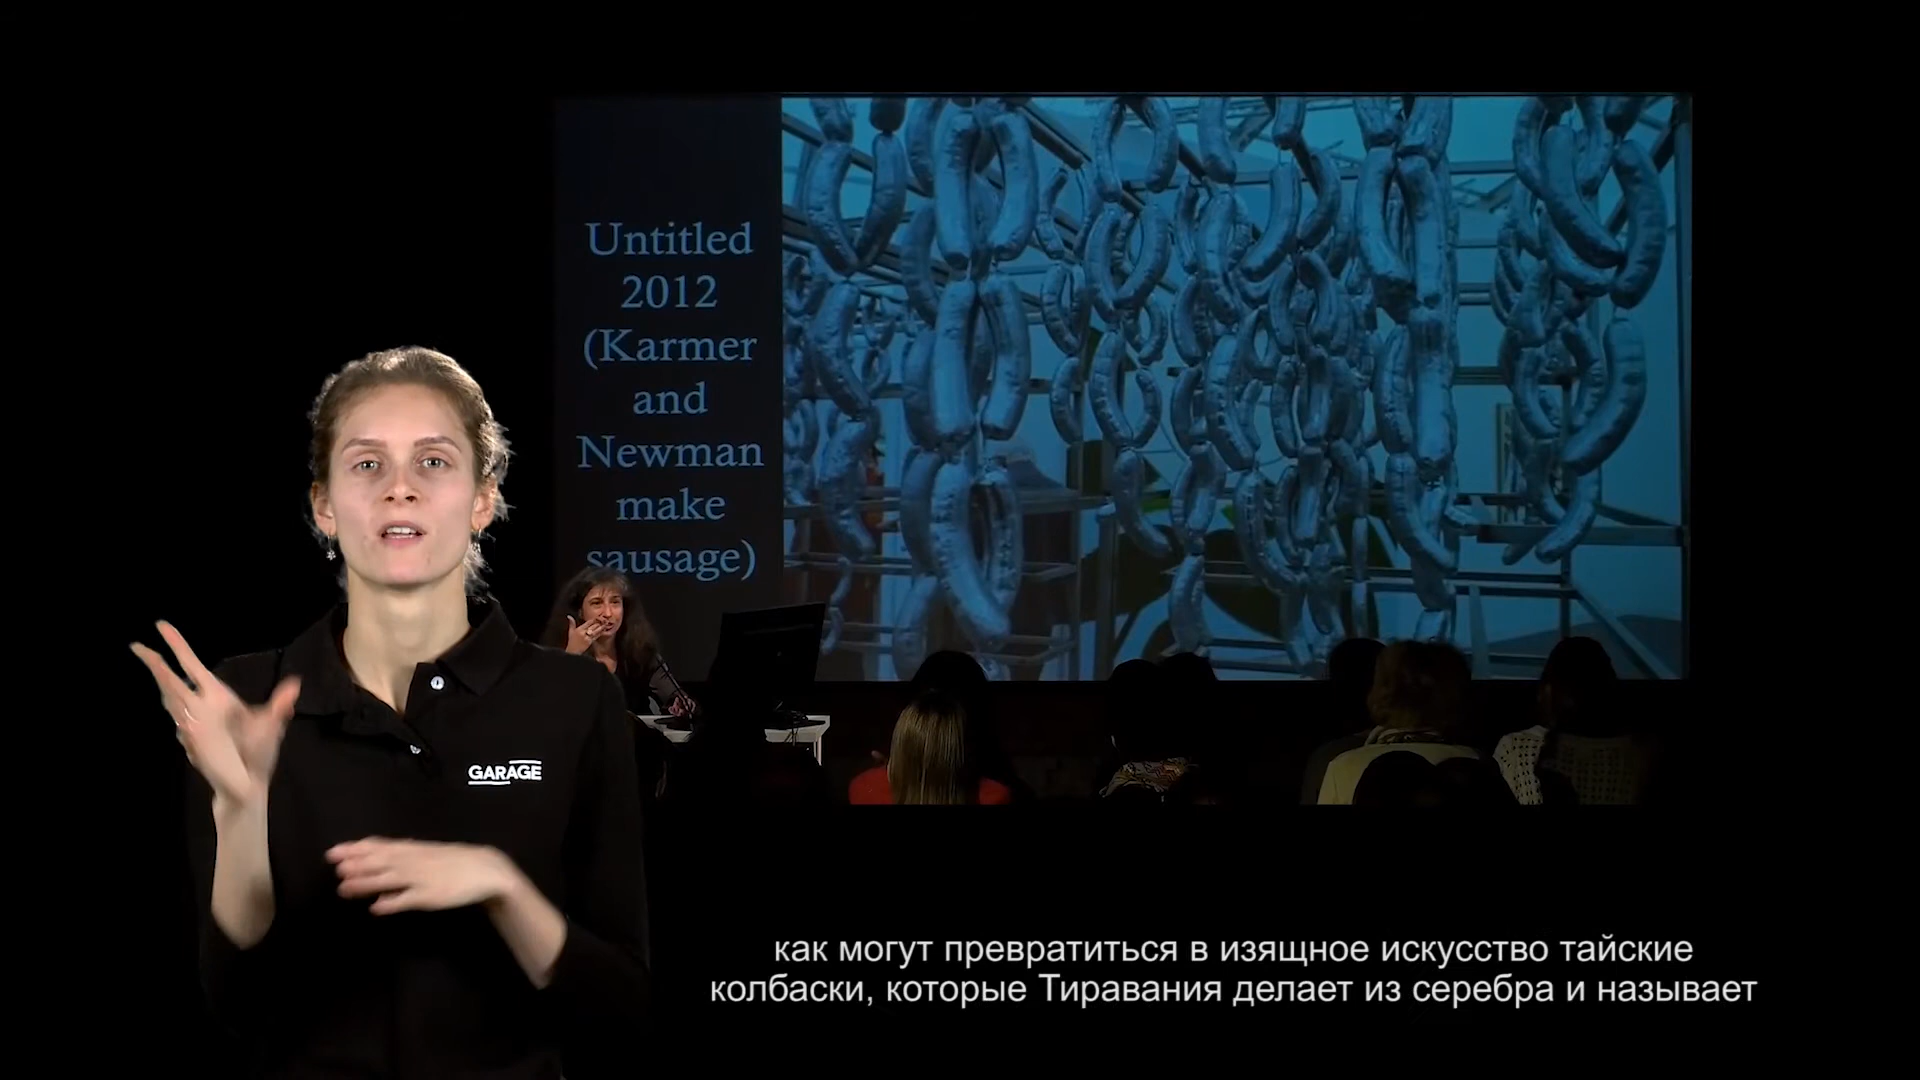 Untitled
2012
(Karmer
and
Newman
make
sausage)
GARAGE
как могут превратиться в изящное искусство тайские
колбаски, которые Тиравания делает из серебра и называет